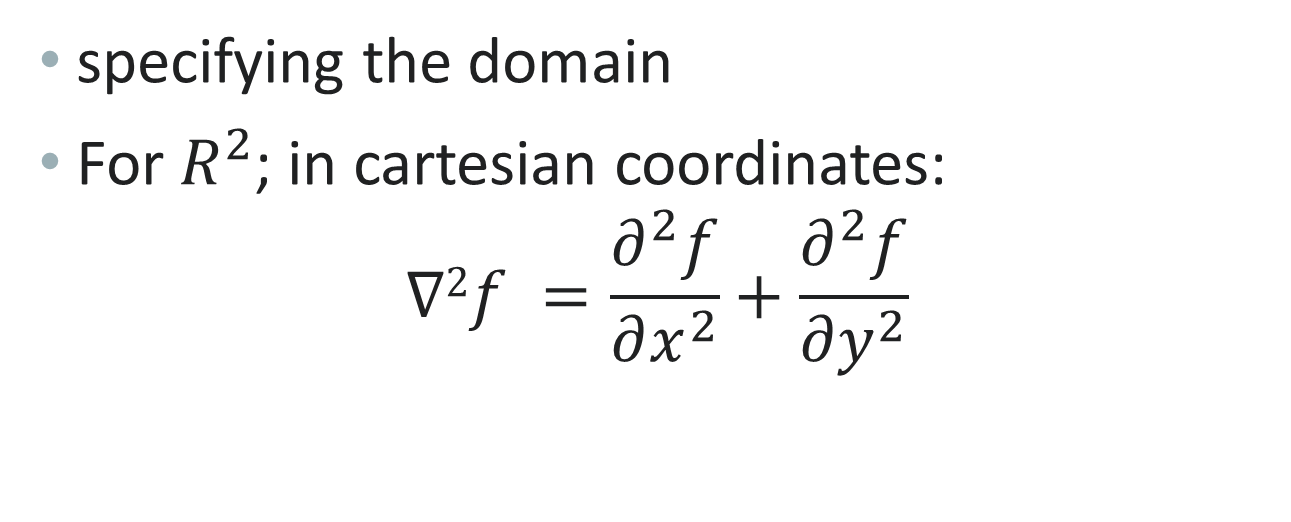 • specifying the domain
• For 𝑅²; in cartesian coordinates:
∇²𝑓 = ∂²𝑓/∂𝑥² + ∂²𝑓/∂𝑦²